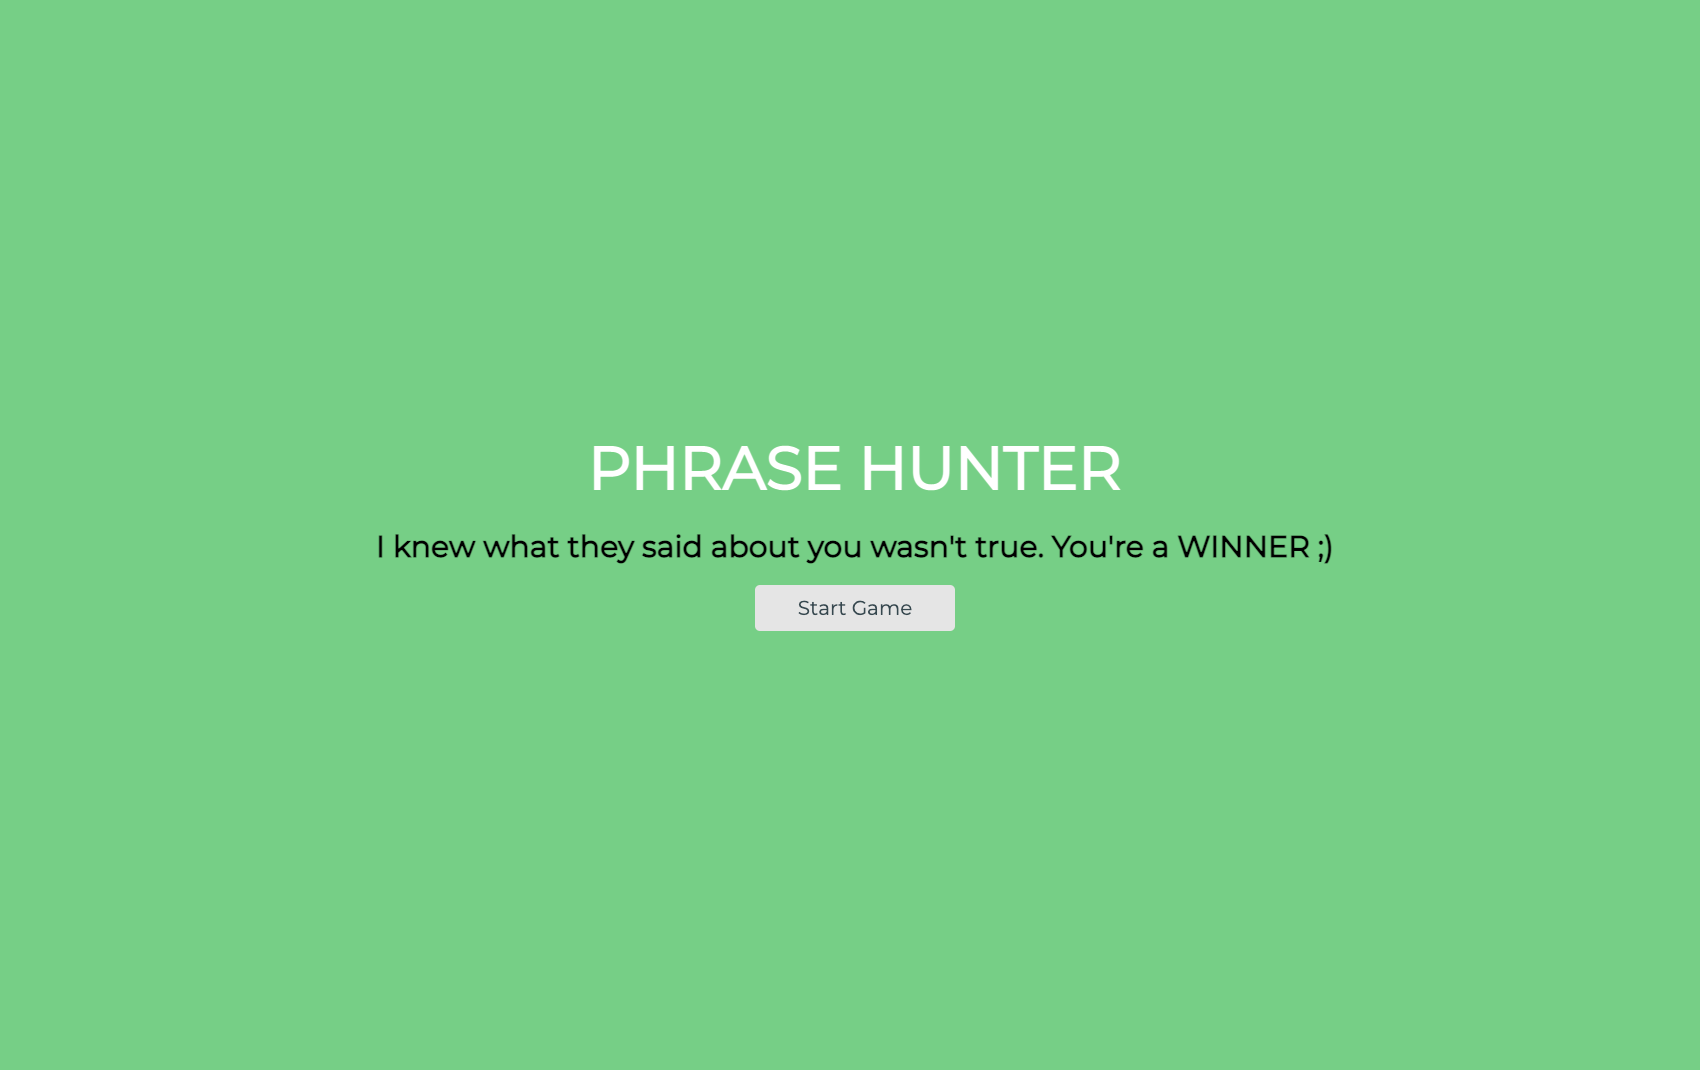 PHRASE HUNTER
I knew what they said about you wasn't true. You're a WINNER ;)
Start Game